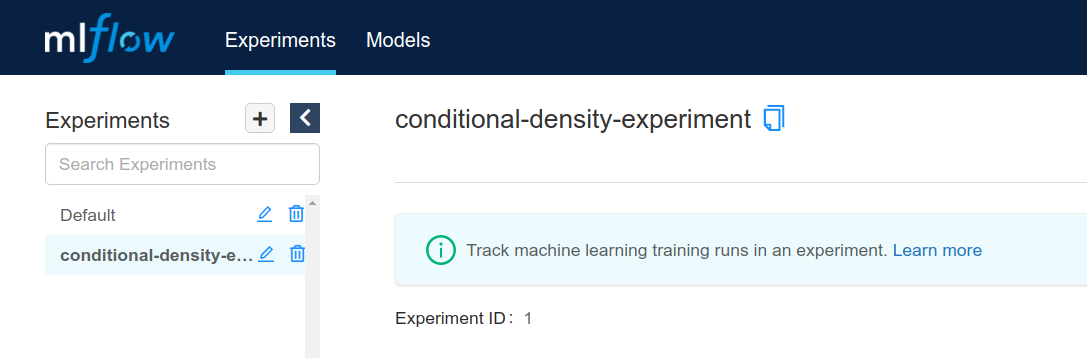 mlflow
Experiments Models
Experiments
Search Experiments
Default
conditional-density-e...
conditional-density-experiment
Track machine learning training runs in an experiment. Learn more
Experiment ID: 1